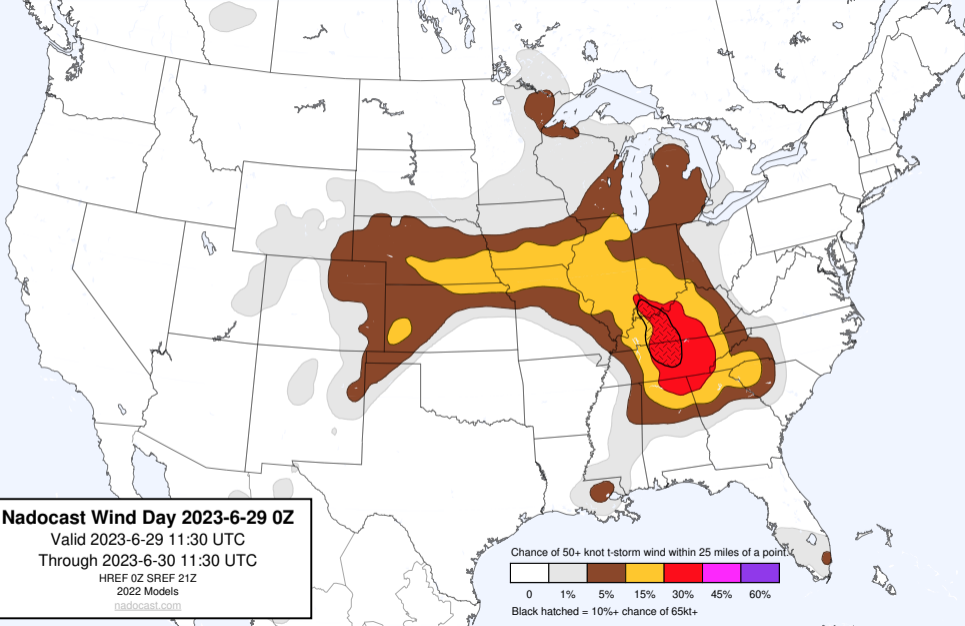 Nadocast Wind Day 2023-6-29 0Z
Valid 2023-6-29 11:30 UTC
Through 2023-6-30 11:30 UTC
HREF 0Z SREF 21Z
2022 Models
nadocast.com
Chance of 50+ knot t-storm wind within 25 miles of a point.
0 1% 5% 15% 30% 45% 60%
Black hatched = 10%+ chance of 65kt+